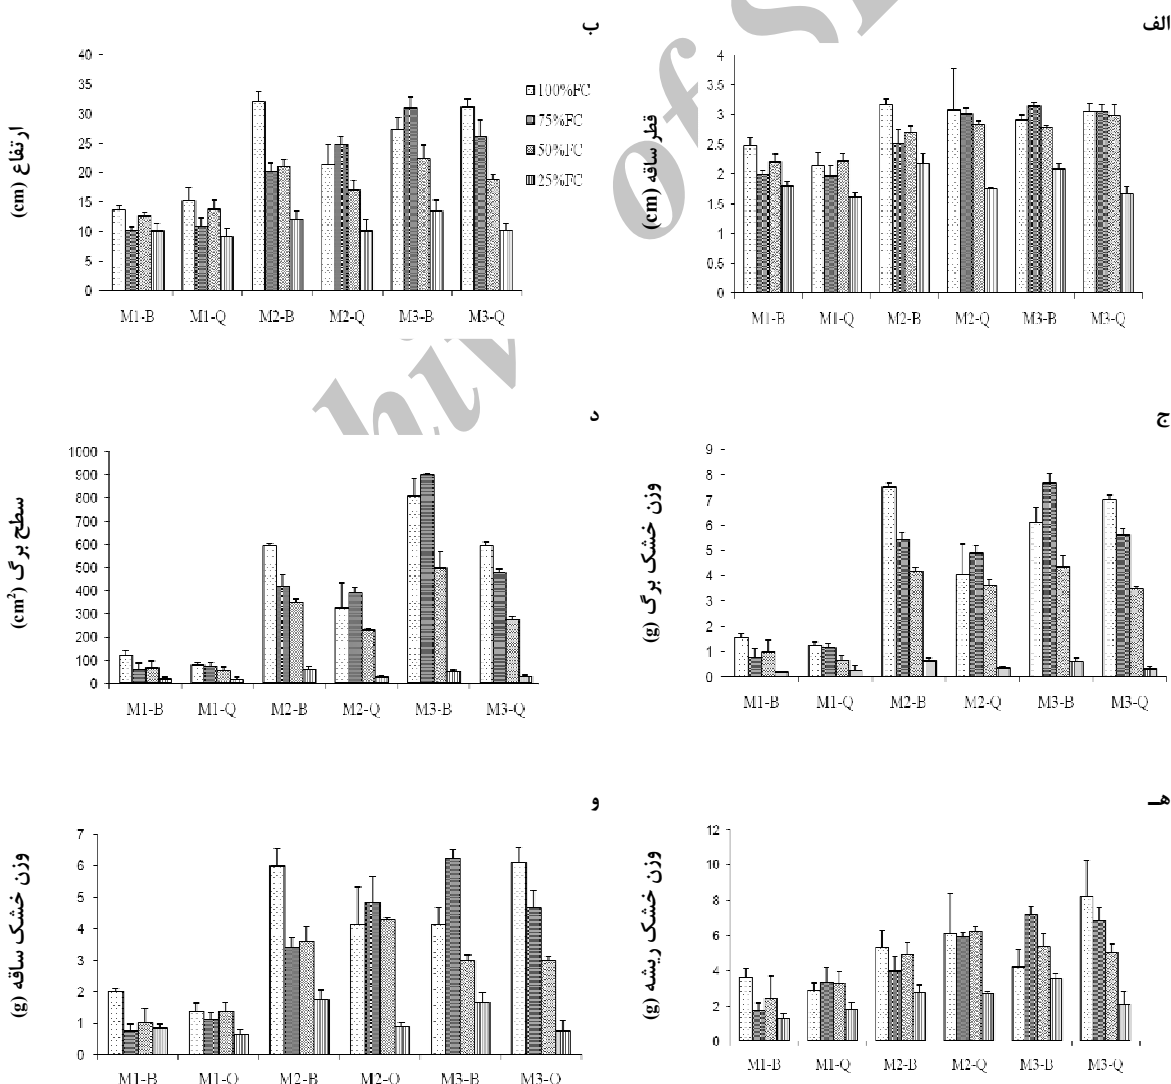 الف
قطر ساقه (cm)
4
3.5
3
2.5
2
1.5
1
0.5
0
M1-B M1-Q M2-B M2-Q M3-B M3-Q
ب
ارتفاع (cm)
40
35
30
25
20
15
10
5
0
100%FC
75%FC
50%FC
25%FC
M1-B M1-Q M2-B M2-Q M3-B M3-Q
ج
وزن خشک برگ (g)
9
8
7
6
5
4
3
2
1
0
M1-B M1-Q M2-B M2-Q M3-B M3-Q
د
سطح برگ (cm²)
1000
900
800
700
600
500
400
300
200
100
0
M1-B M1-Q M2-B M2-Q M3-B M3-Q
هـ
وزن خشک ریشه (g)
12
10
8
6
4
2
0
M1-B M1-Q M2-B M2-Q M3-B M3-Q
و
وزن خشک ساقه (g)
7
6
5
4
3
2
1
0
M1-B M1-Q M2-B M2-Q M3-B M3-Q
of